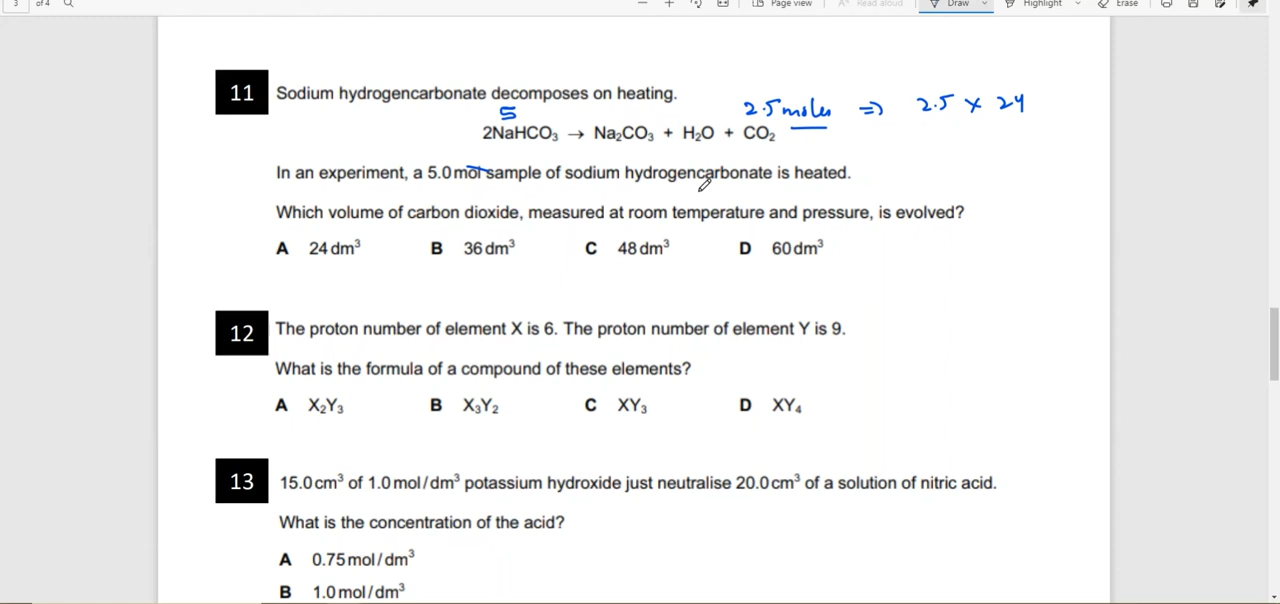 3 of 4 Page view Read aloud Draw Highlight Erase
11 Sodium hydrogencarbonate decomposes on heating.
5 2.5 moles ⇒ 2.5 × 24
2NaHCO₃ → Na₂CO₃ + H₂O + CO₂
In an experiment, a 5.0 mol sample of sodium hydrogencarbonate is heated.
Which volume of carbon dioxide, measured at room temperature and pressure, is evolved?
A 24 dm³ B 36 dm³ C 48 dm³ D 60 dm³
12 The proton number of element X is 6. The proton number of element Y is 9.
What is the formula of a compound of these elements?
A X₂Y₃ B X₃Y₂ C XY₃ D XY₄
13 15.0 cm³ of 1.0 mol / dm³ potassium hydroxide just neutralise 20.0 cm³ of a solution of nitric acid.
What is the concentration of the acid?
A 0.75 mol / dm³
B 1.0 mol / dm³